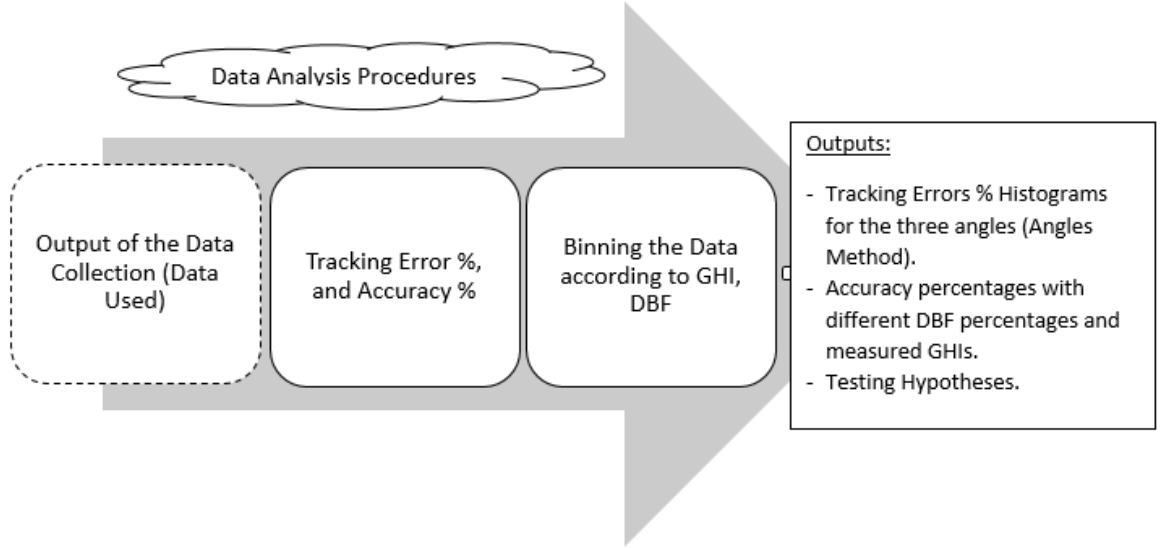 Data Analysis Procedures
Output of the Data
Collection (Data
Used)
Tracking Error %,
and Accuracy %
Binning the Data
according to GHI,
DBF
Outputs:
- Tracking Errors % Histograms
for the three angles (Angles
Method).
- Accuracy percentages with
different DBF percentages and
measured GHIs.
- Testing Hypotheses.